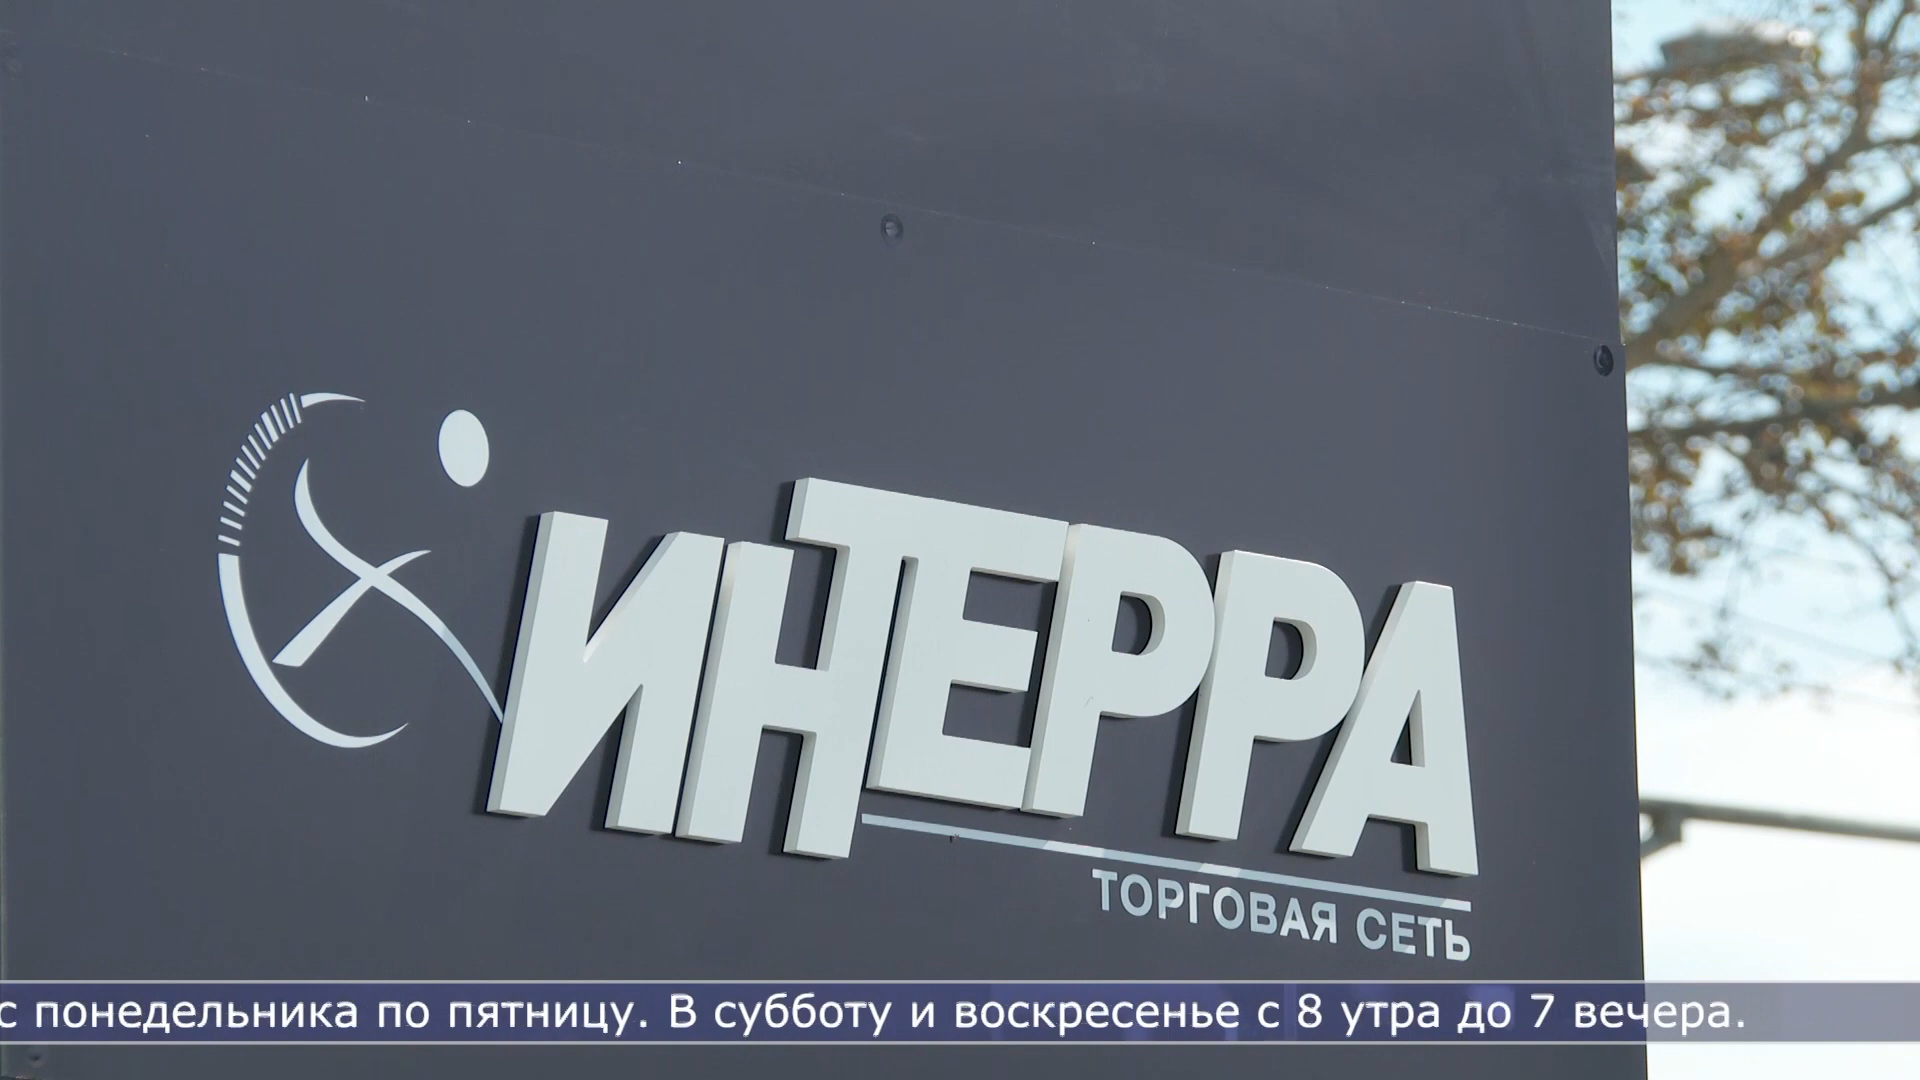 ИНТЕРРА
ТОРГОВАЯ СЕТЬ
с понедельника по пятницу. В субботу и воскресенье с 8 утра до 7 вечера.